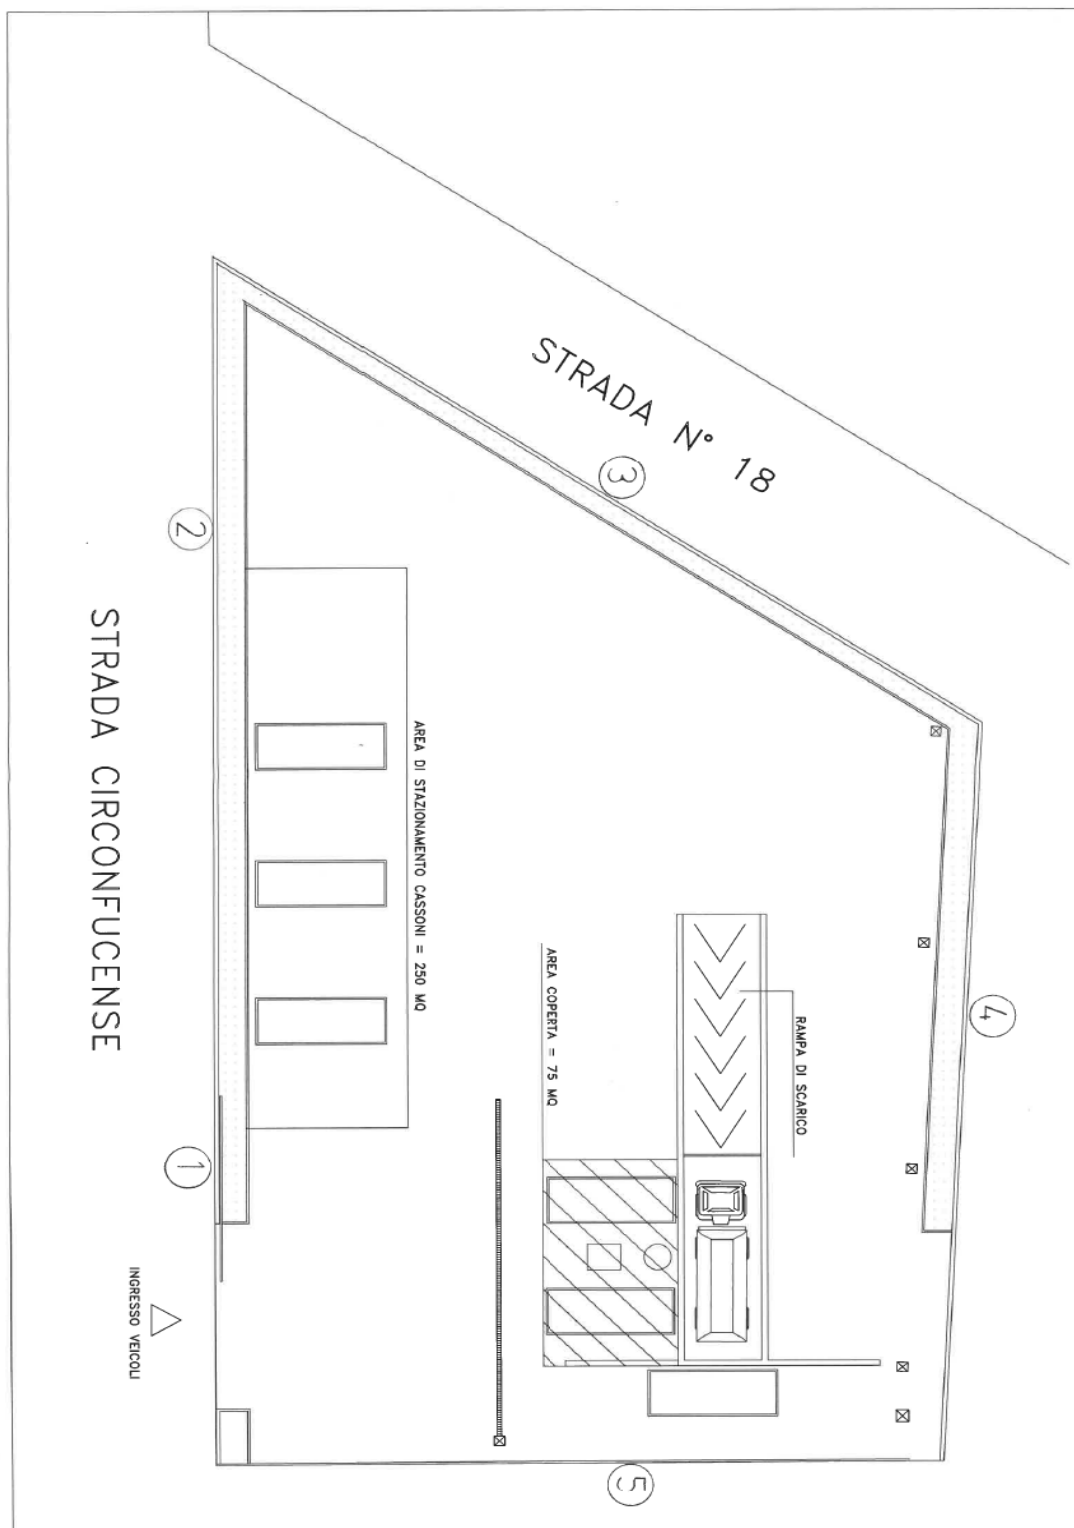 STRADA N° 18
3
2
STRADA CIRCONFUCENSE
AREA DI STAZIONAMENTO CASSONI = 250 MQ
AREA COPERTA = 75 MQ
RAMPA DI SCARICO
4
1
INGRESSO VEICOLI
5